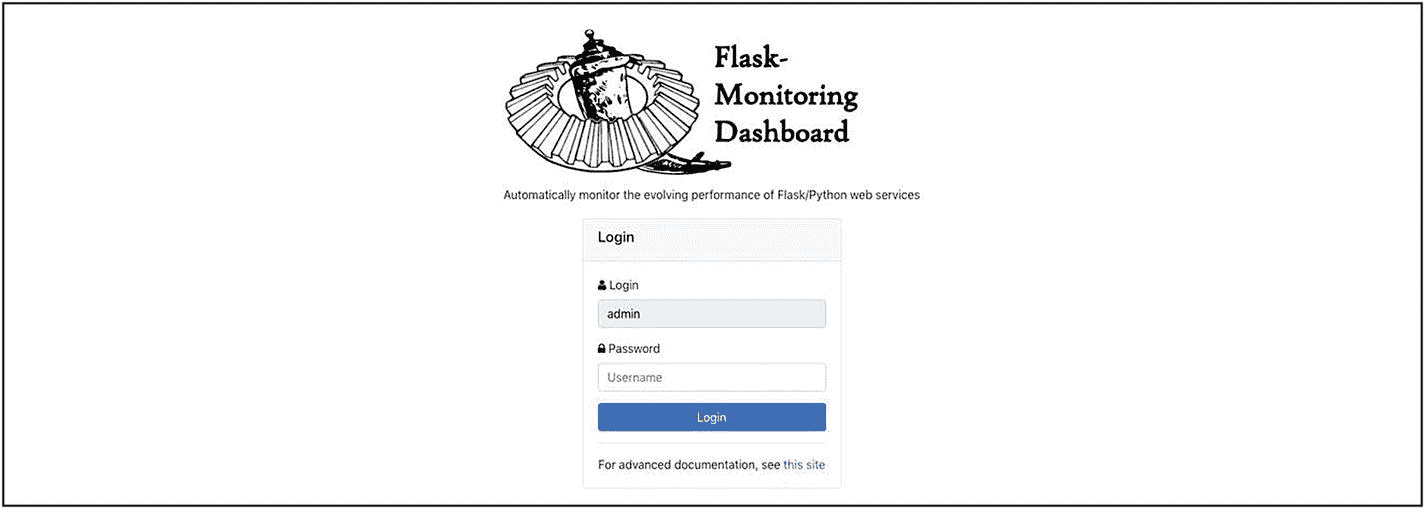 Flask-
Monitoring
Dashboard
Automatically monitor the evolving performance of Flask/Python web services
Login
Login
admin
Password
Username
Login
For advanced documentation, see this site